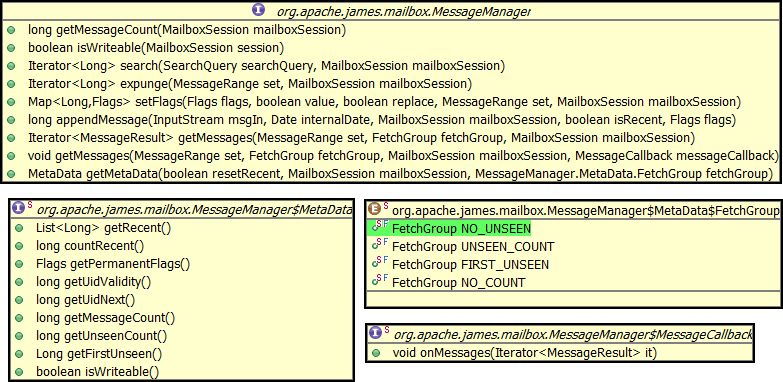 I org.apache.james.mailbox.MessageManager
long getMessageCount(MailboxSession mailboxSession)
boolean isWriteable(MailboxSession session)
Iterator<Long> search(SearchQuery searchQuery, MailboxSession mailboxSession)
Iterator<Long> expunge(MessageRange set, MailboxSession mailboxSession)
Map<Long,Flags> setFlags(Flags flags, boolean value, boolean replace, MessageRange set, MailboxSession mailboxSession)
long appendMessage(InputStream msgIn, Date internalDate, MailboxSession mailboxSession, boolean isRecent, Flags flags)
Iterator<MessageResult> getMessages(MessageRange set, FetchGroup fetchGroup, MailboxSession mailboxSession)
void getMessages(MessageRange set, FetchGroup fetchGroup, MailboxSession mailboxSession, MessageCallback messageCallback)
MetaData getMetaData(boolean resetRecent, MailboxSession mailboxSession, MessageManager.MetaData.FetchGroup fetchGroup)
I S org.apache.james.mailbox.MessageManager$MetaData
List<Long> getRecent()
long countRecent()
Flags getPermanentFlags()
long getUidValidity()
long getUidNext()
long getMessageCount()
long getUnseenCount()
Long getFirstUnseen()
boolean isWriteable()
E S org.apache.james.mailbox.MessageManager$MetaData$FetchGroup
S F FetchGroup NO_UNSEEN
S F FetchGroup UNSEEN_COUNT
S F FetchGroup FIRST_UNSEEN
S F FetchGroup NO_COUNT
I S org.apache.james.mailbox.MessageManager$MessageCallback
void onMessages(Iterator<MessageResult> it)